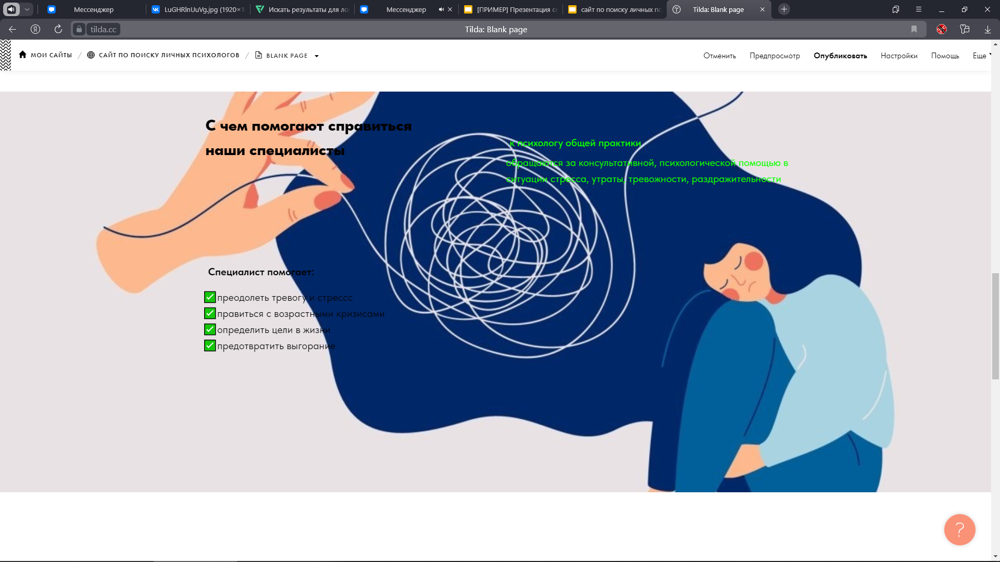 Мессенджер
LuGHRlnUuVg.jpg (1920×1
Искать результаты для ло
Мессенджер
[ПРИМЕР] Презентация се
сайт по поиску личных пс
Tilda: Blank page
tilda.cc
Tilda: Blank page
МОИ САЙТЫ / САЙТ ПО ПОИСКУ ЛИЧНЫХ ПСИХОЛОГОВ / BLANK PAGE
Отменить Предпросмотр Опубликовать Настройки Помощь Еще
С чем помогают справиться
наши специалисты
к психологу общей практики
обращаются за консультативной, психологической помощью в
ситуации стресса, утраты, тревожности, раздражительности
Специалист помогает:
преодолеть тревогу и стрессс
правиться с возрастными кризисами
определить цели в жизни
предотвратить выгорание
?